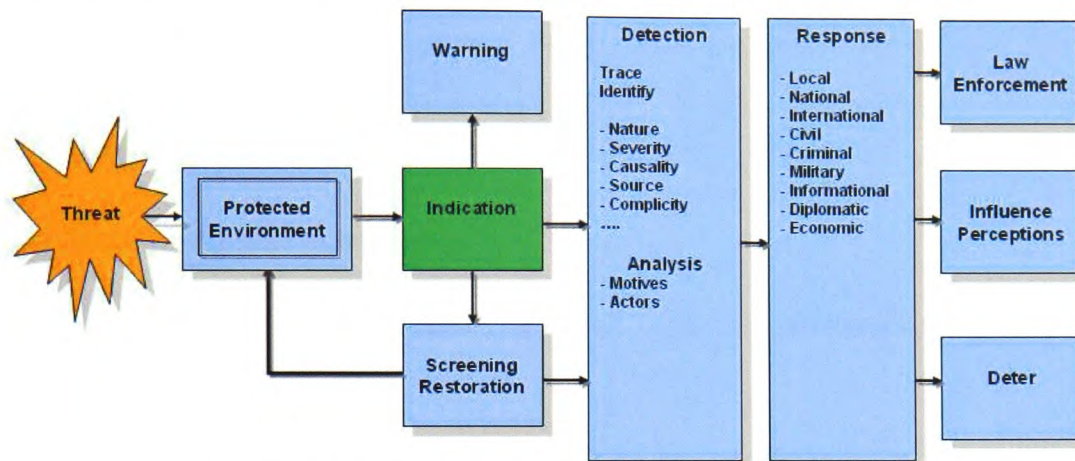 Threat
Protected
Environment
Warning
Indication
Screening
Restoration
Detection
Trace
Identify
- Nature
- Severity
- Causality
- Source
- Complicity
....
Analysis
- Motives
- Actors
Response
- Local
- National
- International
- Civil
- Criminal
- Military
- Informational
- Diplomatic
- Economic
Law
Enforcement
Influence
Perceptions
Deter